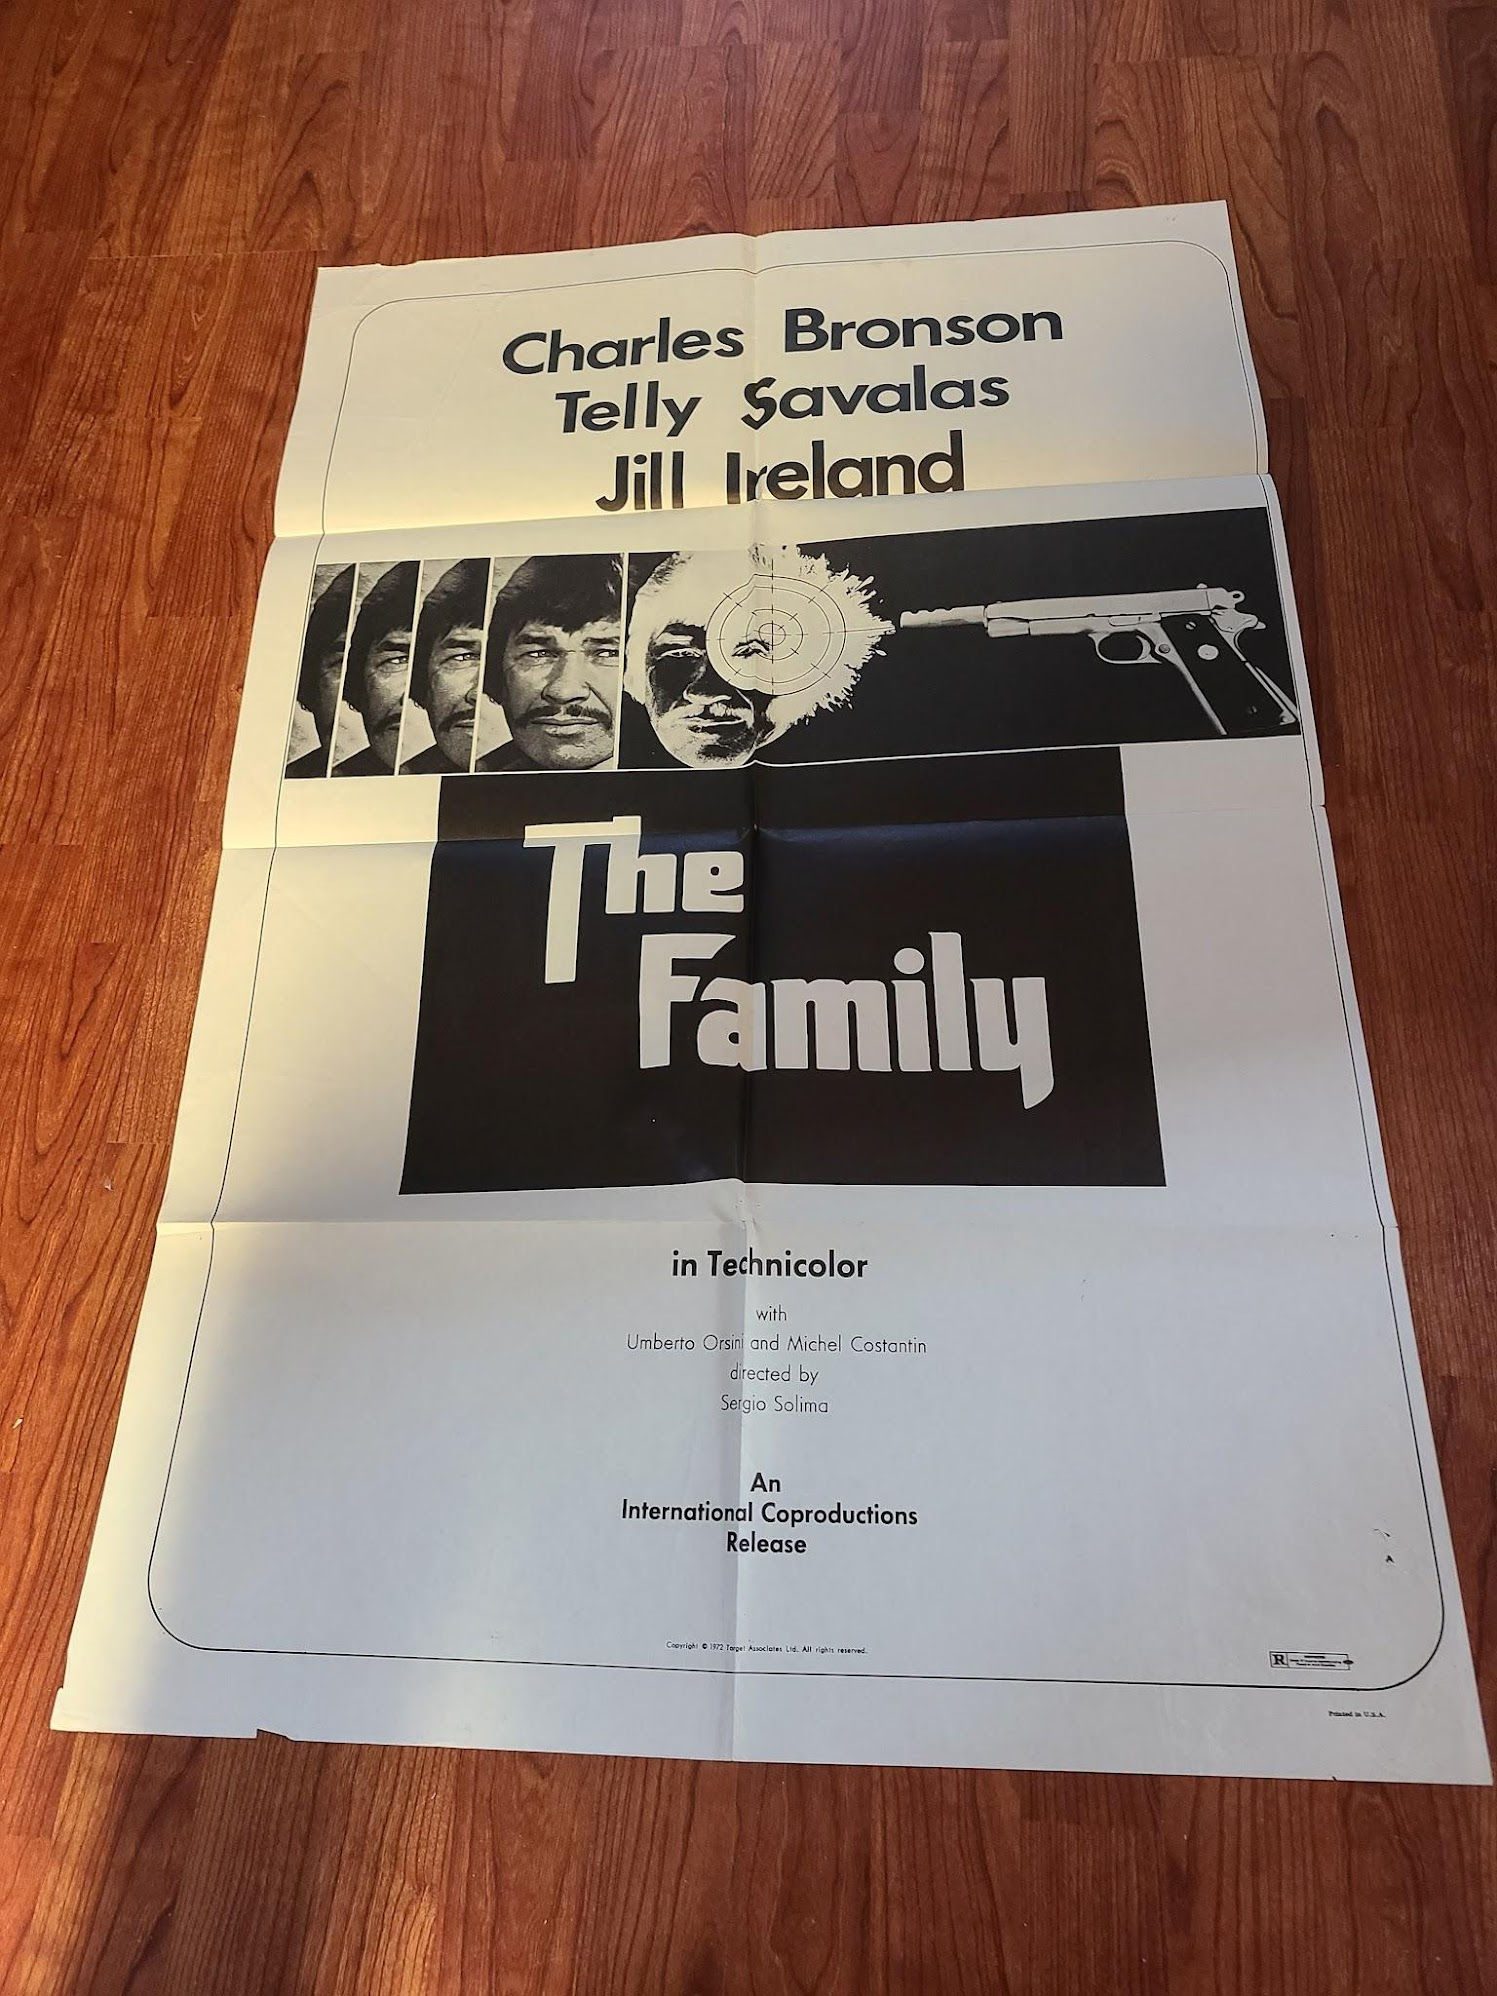 Charles Bronson
Telly Savalas
Jill Ireland
The
Family
in Technicolor
with
Umberto Orsini and Michel Costantin
directed by
Sergio Solima
An
International Coproductions
Release
Copyright © 1972 Target Associates Ltd. All rights reserved.
R
Printed in U.S.A.